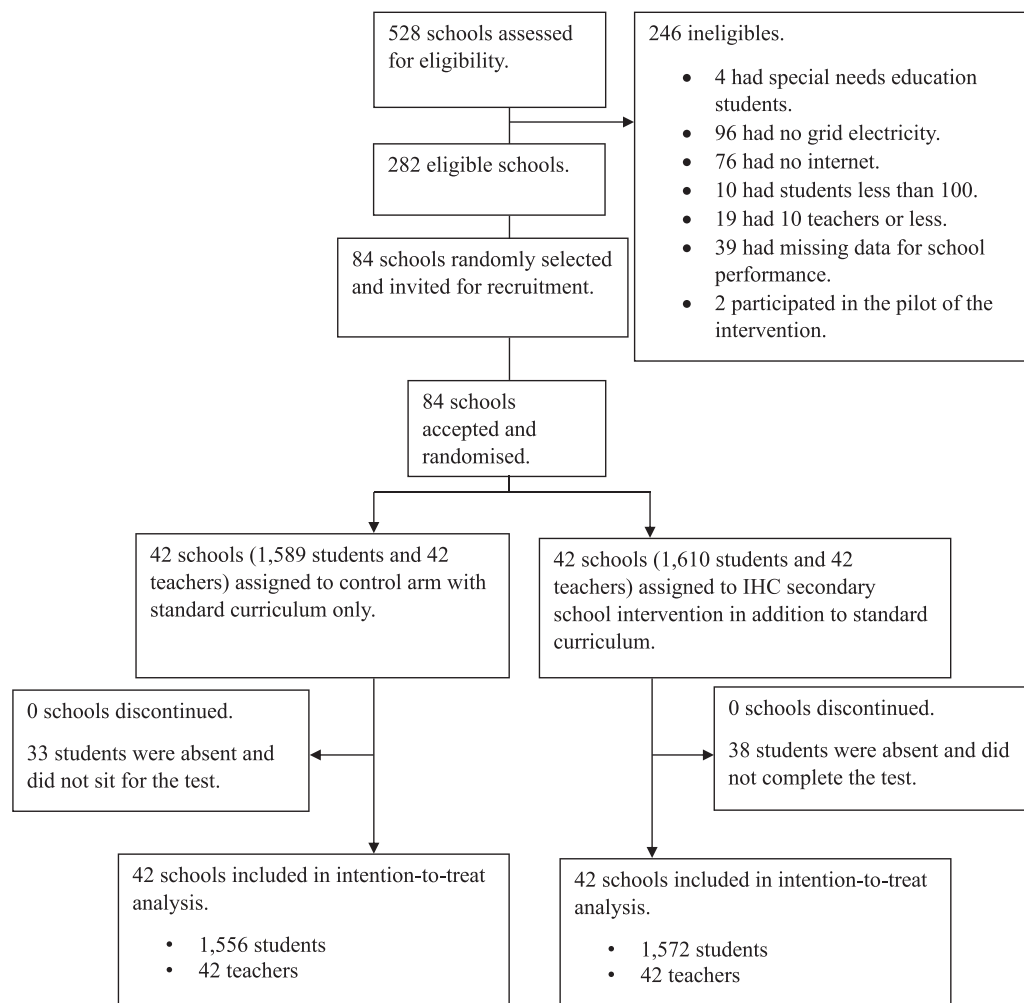 528 schools assessed
for eligibility.
246 ineligibles.
• 4 had special needs education
students.
• 96 had no grid electricity.
• 76 had no internet.
• 10 had students less than 100.
• 19 had 10 teachers or less.
• 39 had missing data for school
performance.
• 2 participated in the pilot of the
intervention.
282 eligible schools.
84 schools randomly selected
and invited for recruitment.
84 schools
accepted and
randomised.
42 schools (1,589 students and 42
teachers) assigned to control arm with
standard curriculum only.
42 schools (1,610 students and 42
teachers) assigned to IHC secondary
school intervention in addition to standard
curriculum.
0 schools discontinued.
33 students were absent and
did not sit for the test.
0 schools discontinued.
38 students were absent and did
not complete the test.
42 schools included in intention-to-treat
analysis.
• 1,556 students
• 42 teachers
42 schools included in intention-to-treat
analysis.
• 1,572 students
• 42 teachers